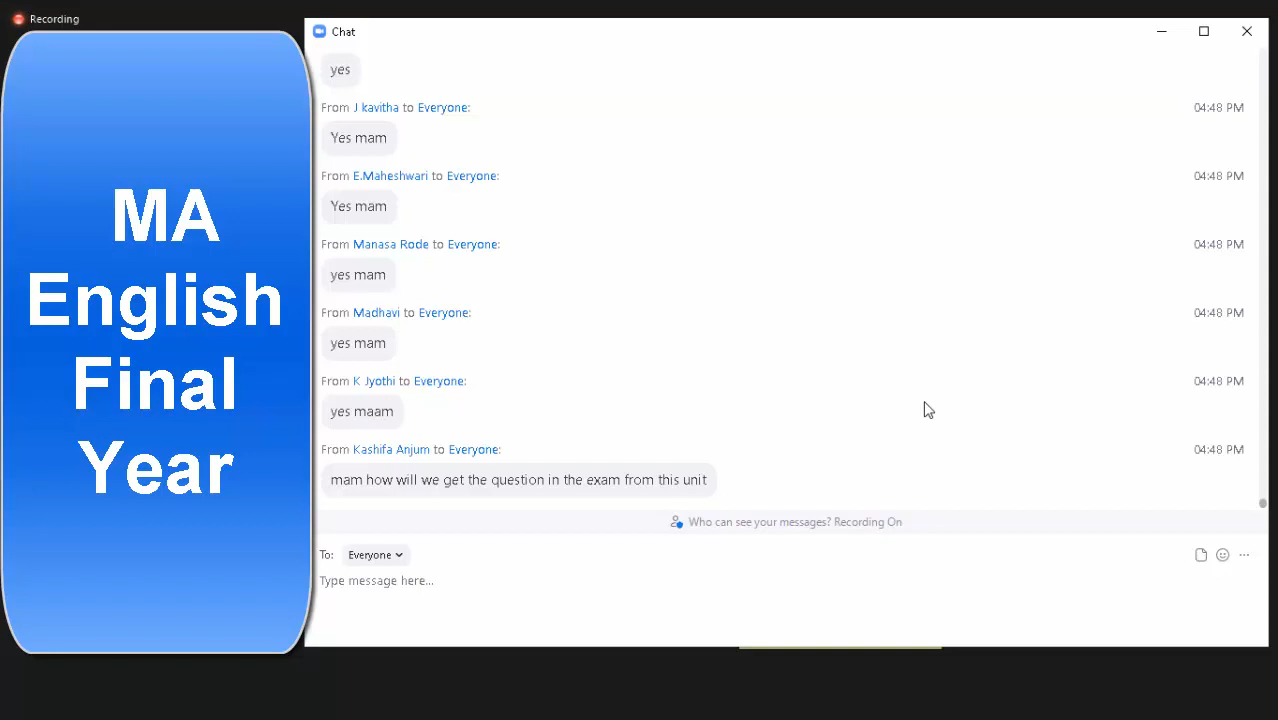 Recording
MA
English
Final
Year
Chat
yes
From J kavitha to Everyone: 04:48 PM
Yes mam
From E.Maheshwari to Everyone: 04:48 PM
Yes mam
From Manasa Rode to Everyone: 04:48 PM
yes mam
From Madhavi to Everyone: 04:48 PM
yes mam
From K Jyothi to Everyone: 04:48 PM
yes maam
From Kashifa Anjum to Everyone: 04:48 PM
mam how will we get the question in the exam from this unit
Who can see your messages? Recording On
To: Everyone
Type message here...